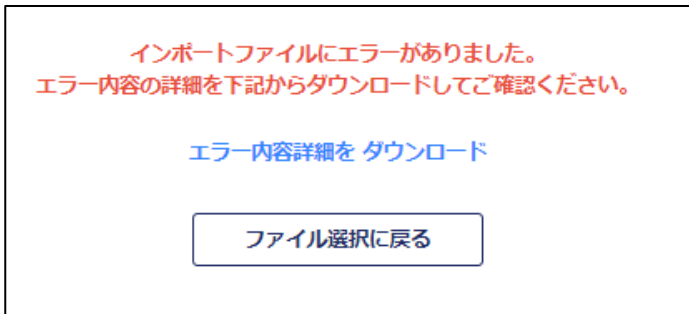 インポートファイルにエラーがありました。
エラー内容の詳細を下記からダウンロードしてご確認ください。
エラー内容詳細を ダウンロード
ファイル選択に戻る